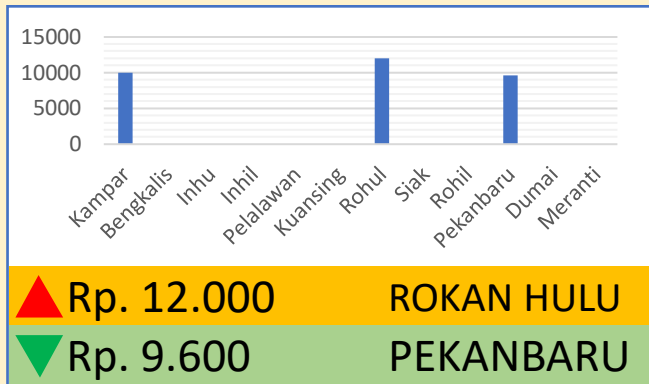 15000
10000
5000
0
Kampar
Bengkalis
Inhu
Inhil
Pelalawan
Kuansing
Rohul
Siak
Rohil
Pekanbaru
Dumai
Meranti
Rp. 12.000 ROKAN HULU
Rp. 9.600 PEKANBARU